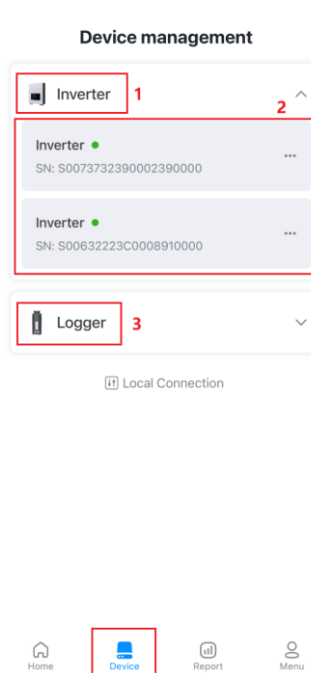 Device management
Inverter 1
2
Inverter
SN: S0073732390002390000
Inverter
SN: S00632223C0008910000
Logger 3
Local Connection
Home Device Report Menu